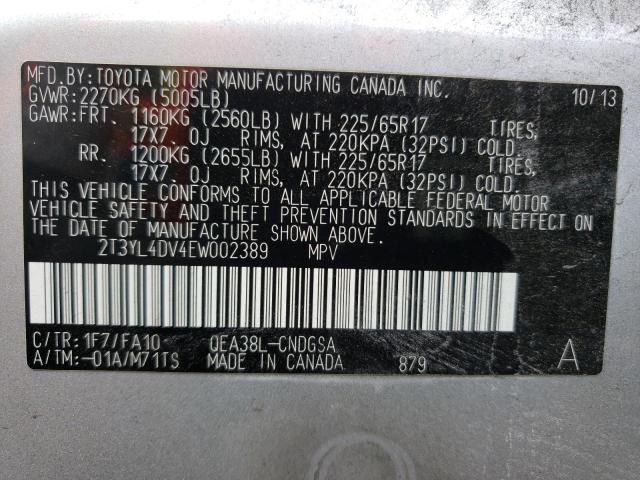 MFD.BY:TOYOTA MOTOR MANUFACTURING CANADA INC. 10/13
GVWR:2270KG (5005LB)
GAWR:FRT. 1160KG (2560LB) WITH 225/65R17 TIRES,
17X7.0J RIMS, AT 220KPA (32PSI) COLD.
RR. 1200KG (2655LB) WITH 225/65R17 TIRES,
17X7.0J RIMS, AT 220KPA (32PSI) COLD.
THIS VEHICLE CONFORMS TO ALL APPLICABLE FEDERAL MOTOR
VEHICLE SAFETY AND THEFT PREVENTION STANDARDS IN EFFECT ON
THE DATE OF MANUFACTURE SHOWN ABOVE.
2T3YL4DV4EW002389 MPV
C/TR:1F7/FA10 QEA38L-CNDGSA
A/TM:-01A/M71TS MADE IN CANADA 879 A